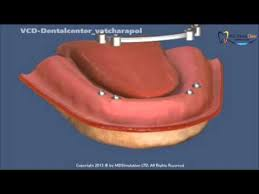 VCD-Dentalcenter_vatcharapol
Copyright 2013 © by MDSimulation LTD. All Rights Reserved.